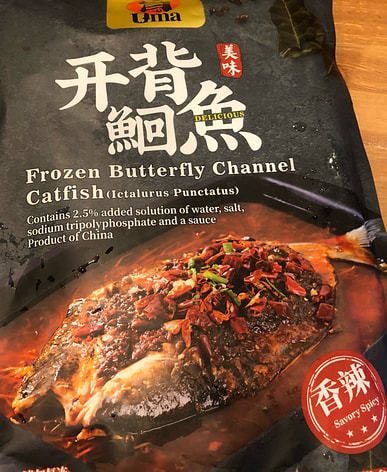 Uma
美味
开背
鮰魚
DELICIOUS
Frozen Butterfly Channel
Catfish (Ictalurus Punctatus)
Contains 2.5% added solution of water, salt,
sodium tripolyphosphate and a sauce
Product of China
香辣
Savory Spicy